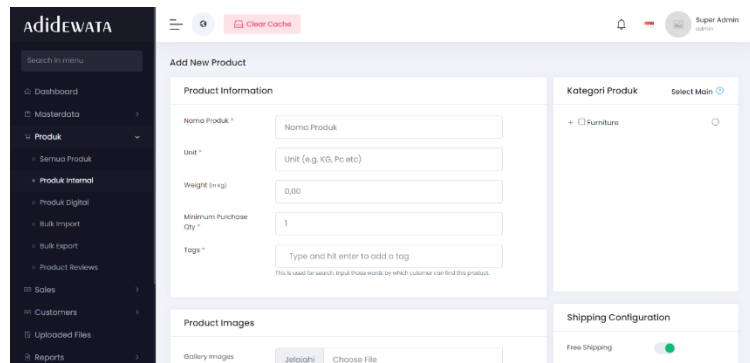 ADIDEWATA
Search in menu
Dashboard
Masterdata
Produk
Semua Produk
Produk Internal
Produk Digital
Bulk Import
Bulk Export
Product Reviews
Sales
Customers
Uploaded Files
Reports
Clear Cache
Super Admin
admin
Add New Product
Product Information
Nama Produk *
Nama Produk
Unit *
Unit (e.g. KG, Pc etc)
Weight (In Kg)
0,00
Minimum Purchase
Qty *
1
Tags *
Type and hit enter to add a tag
This is used for search. Input those words by which cutomer can find this product.
Product Images
Gallery Images
Jelajahi Choose File
Kategori Produk Select Main
+ Furniture
Shipping Configuration
Free Shipping